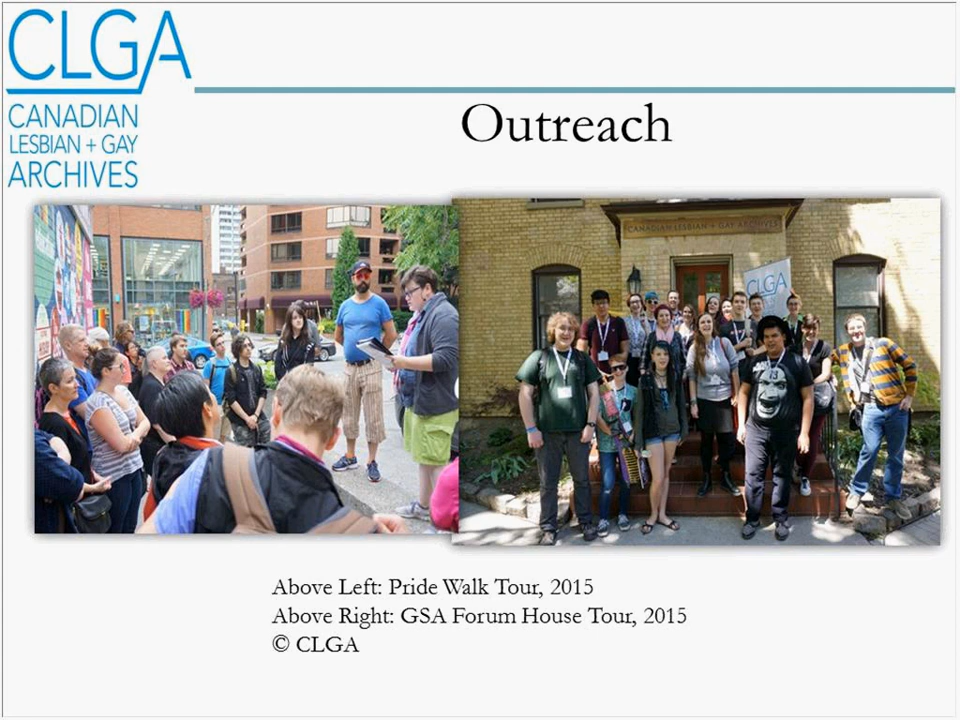 CLGA
CANADIAN
LESBIAN + GAY
ARCHIVES
Outreach
CANADIAN LESBIAN + GAY ARCHIVES
CLGA
Above Left: Pride Walk Tour, 2015
Above Right: GSA Forum House Tour, 2015
© CLGA